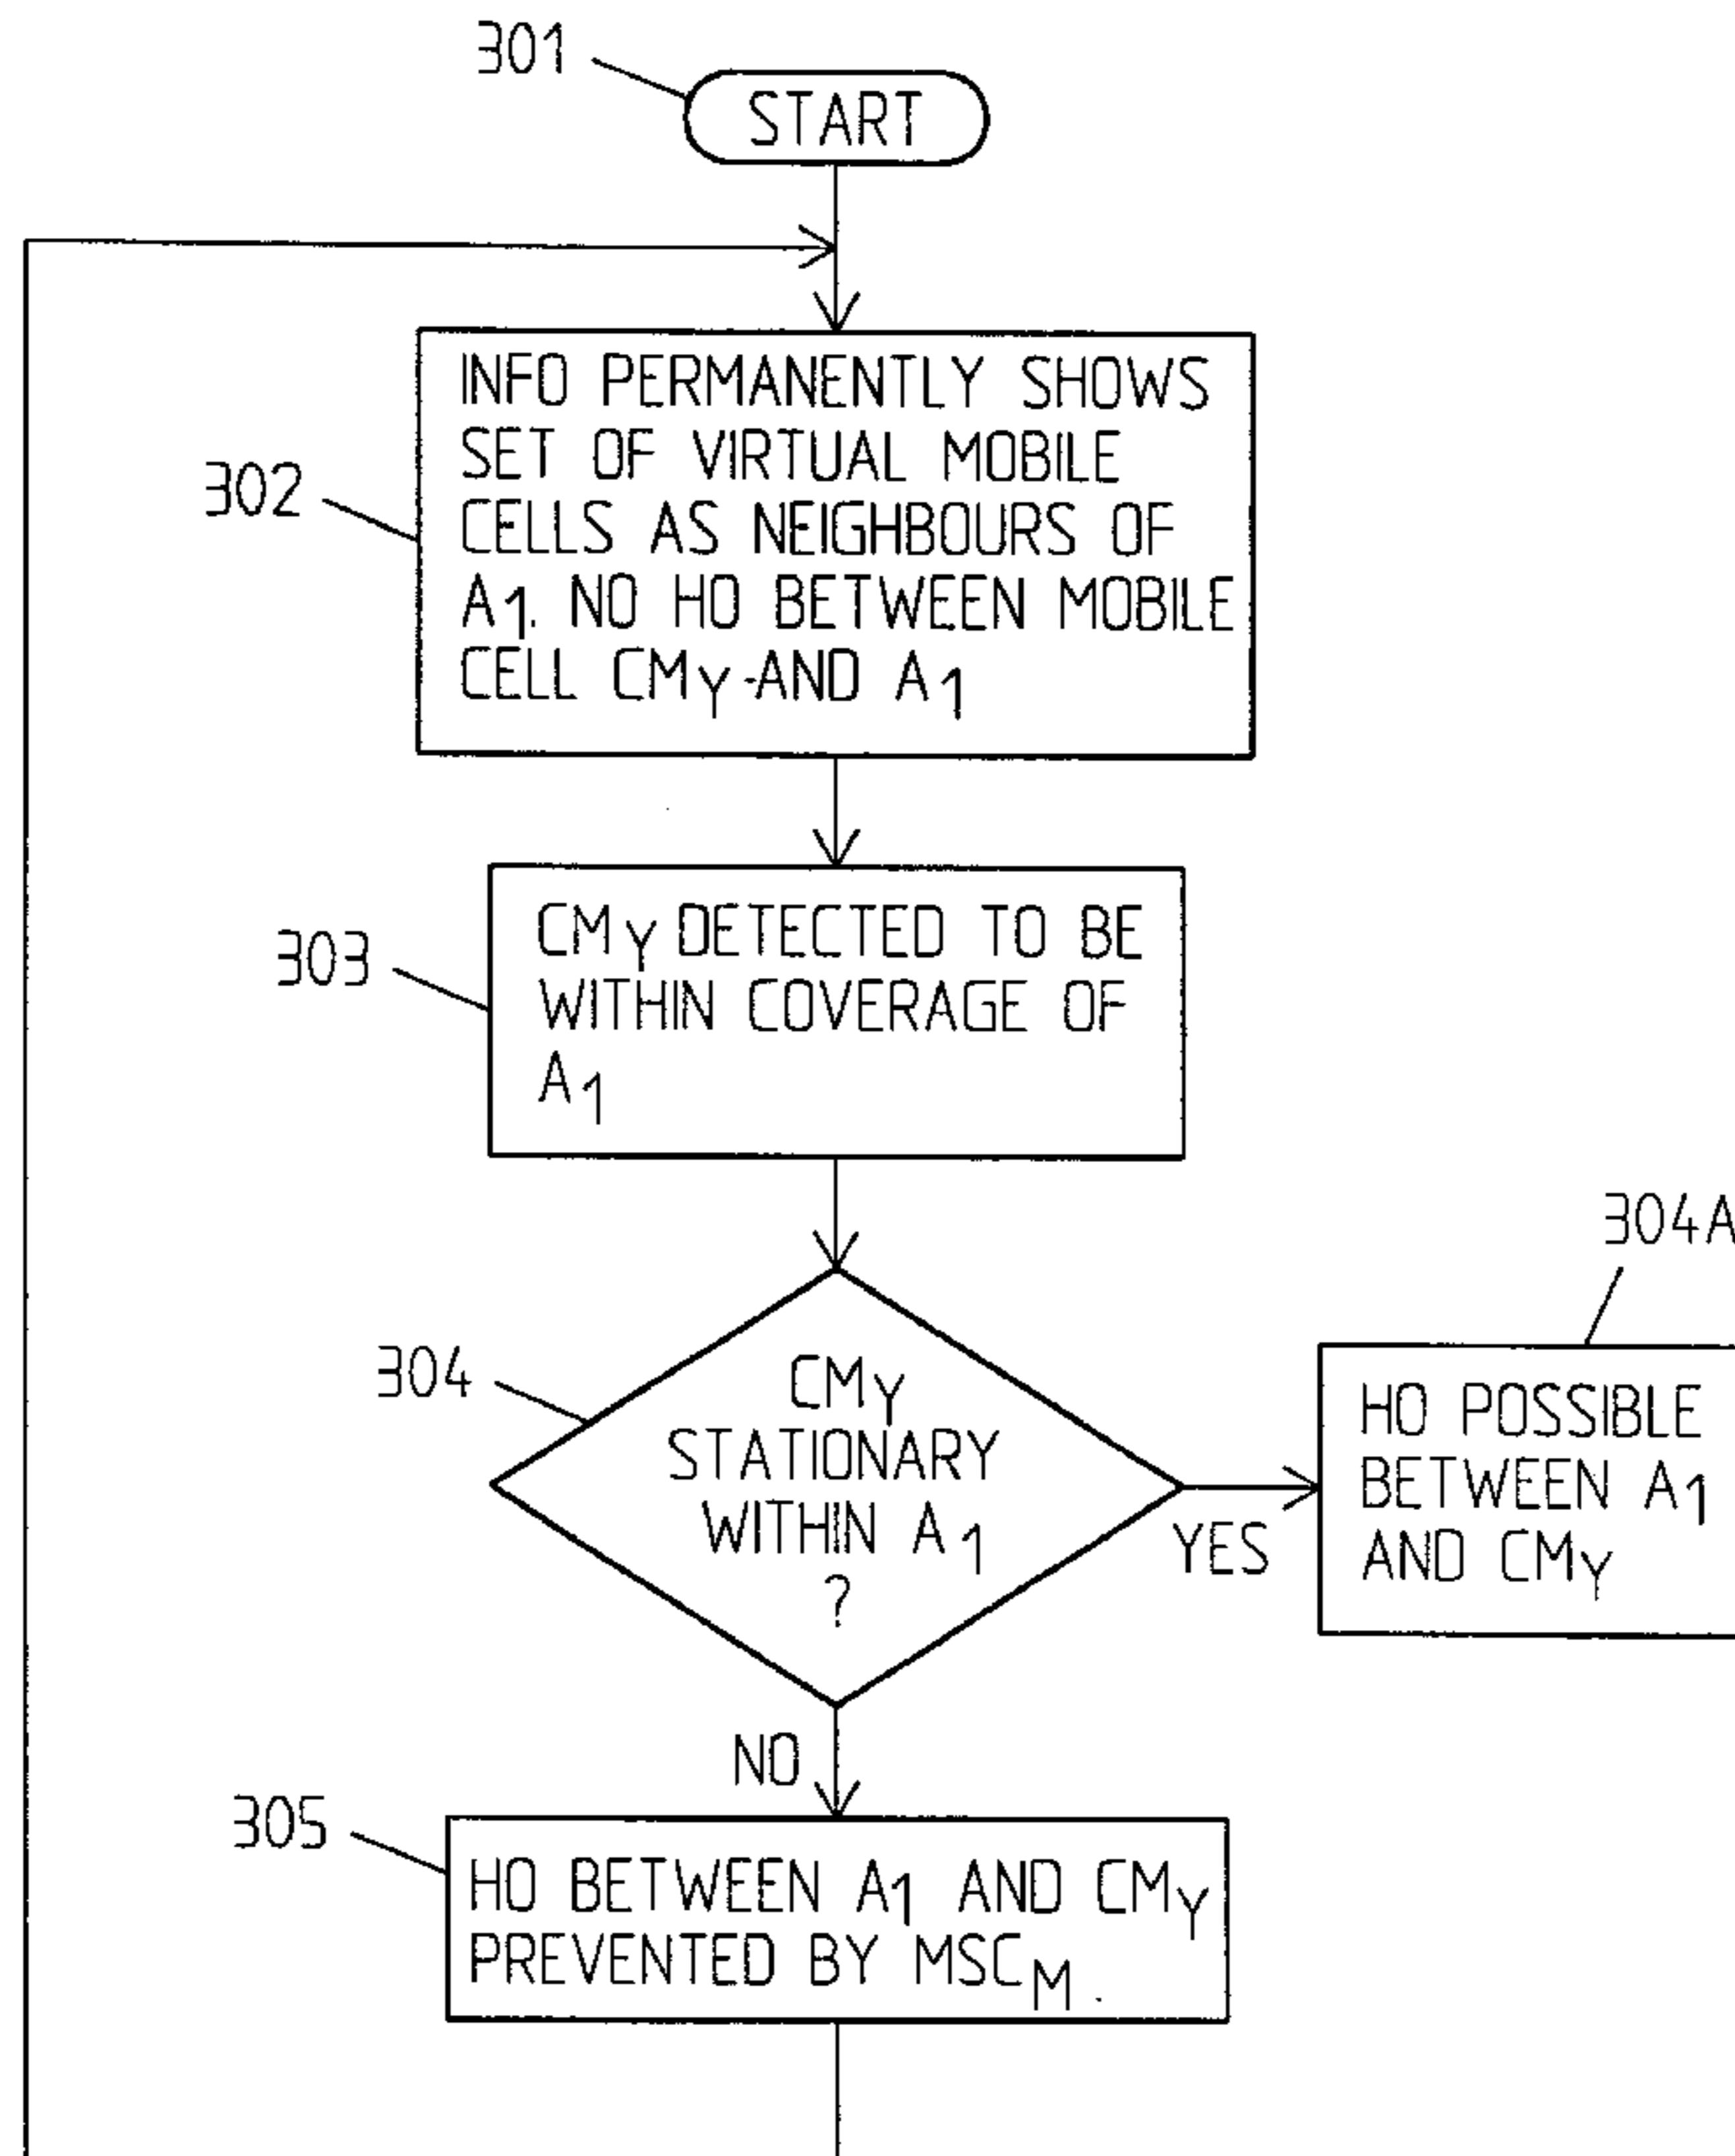 301
START
302
INFO PERMANENTLY SHOWS
SET OF VIRTUAL MOBILE
CELLS AS NEIGHBOURS OF
A1. NO HO BETWEEN MOBILE
CELL CMY AND A1
303
CMY DETECTED TO BE
WITHIN COVERAGE OF
A1
304
CMY
STATIONARY
WITHIN A1
?
YES
304A
HO POSSIBLE
BETWEEN A1
AND CMY
NO
305
HO BETWEEN A1 AND CMY
PREVENTED BY MSCM.